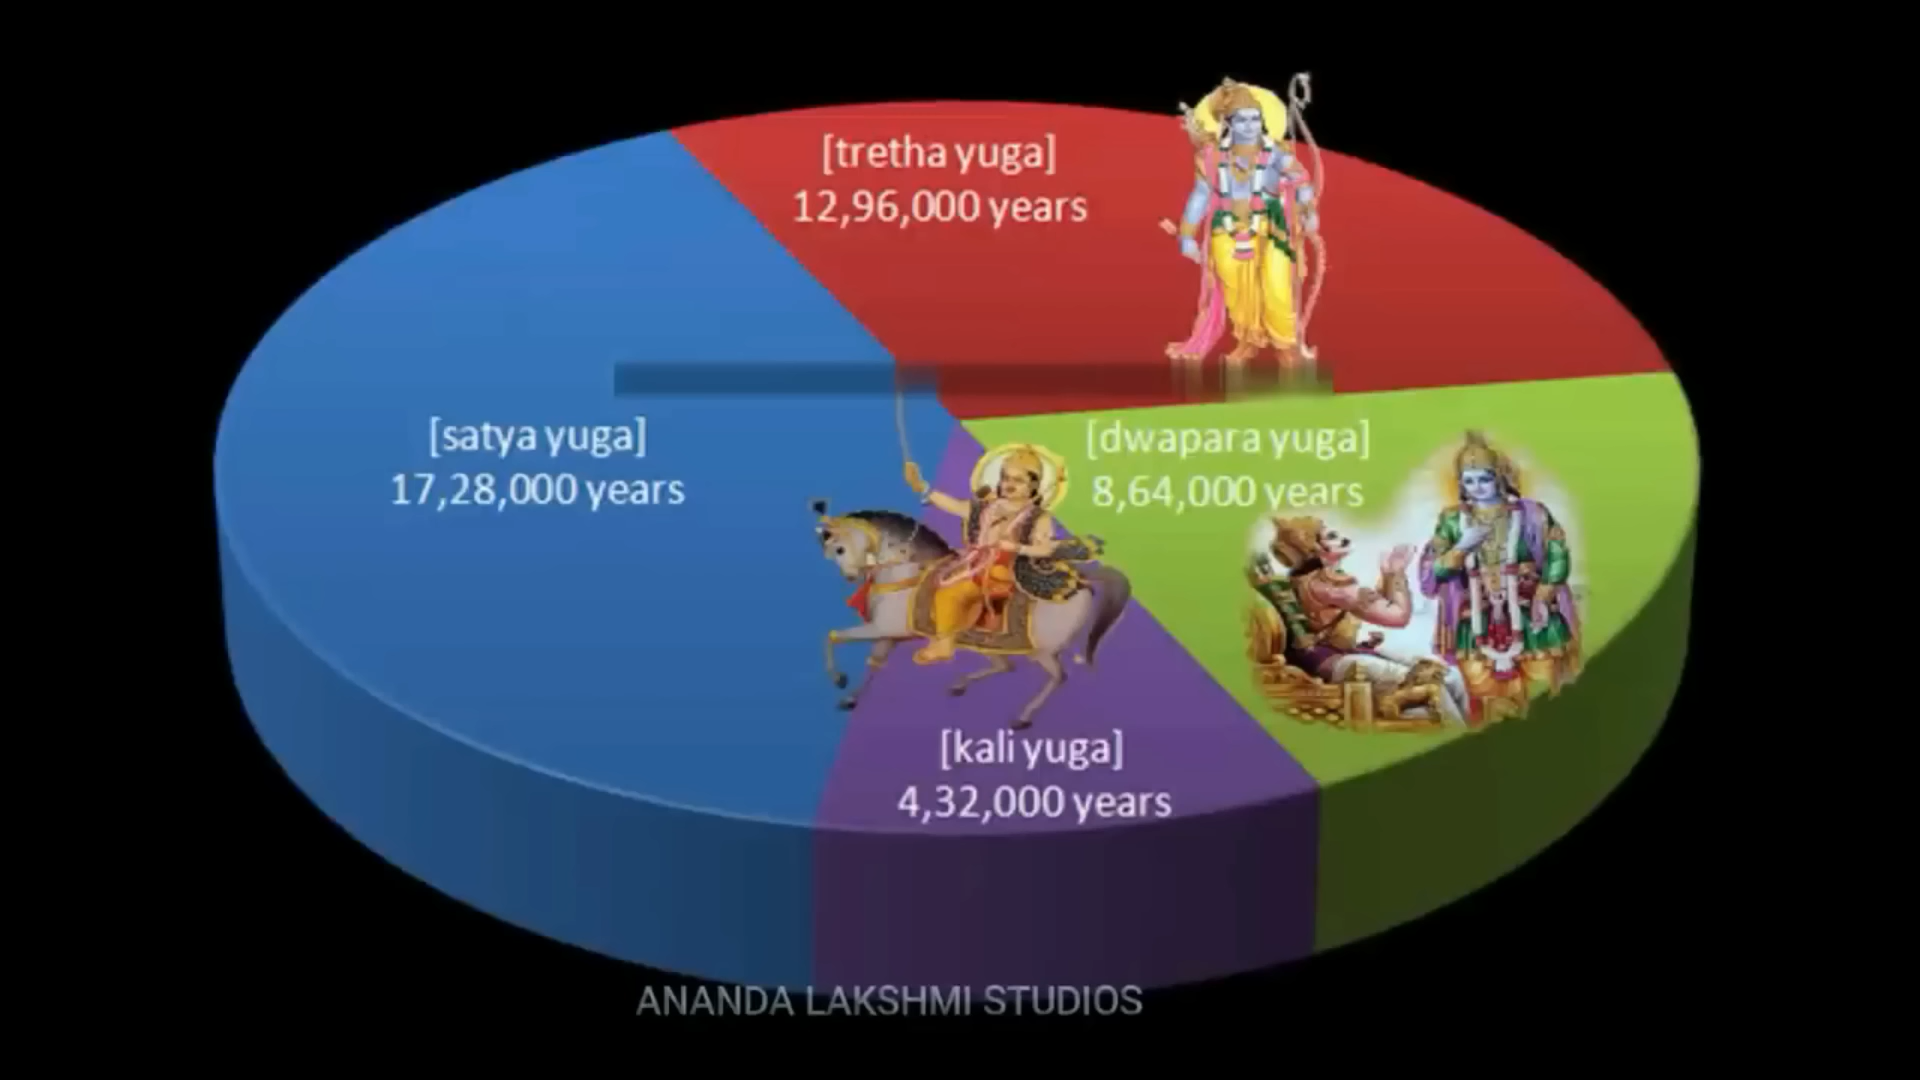 [tretha yuga]
12,96,000 years
[satya yuga]
17,28,000 years
[dwapara yuga]
8,64,000 years
[kali yuga]
4,32,000 years
ANANDA LAKSHMI STUDIOS